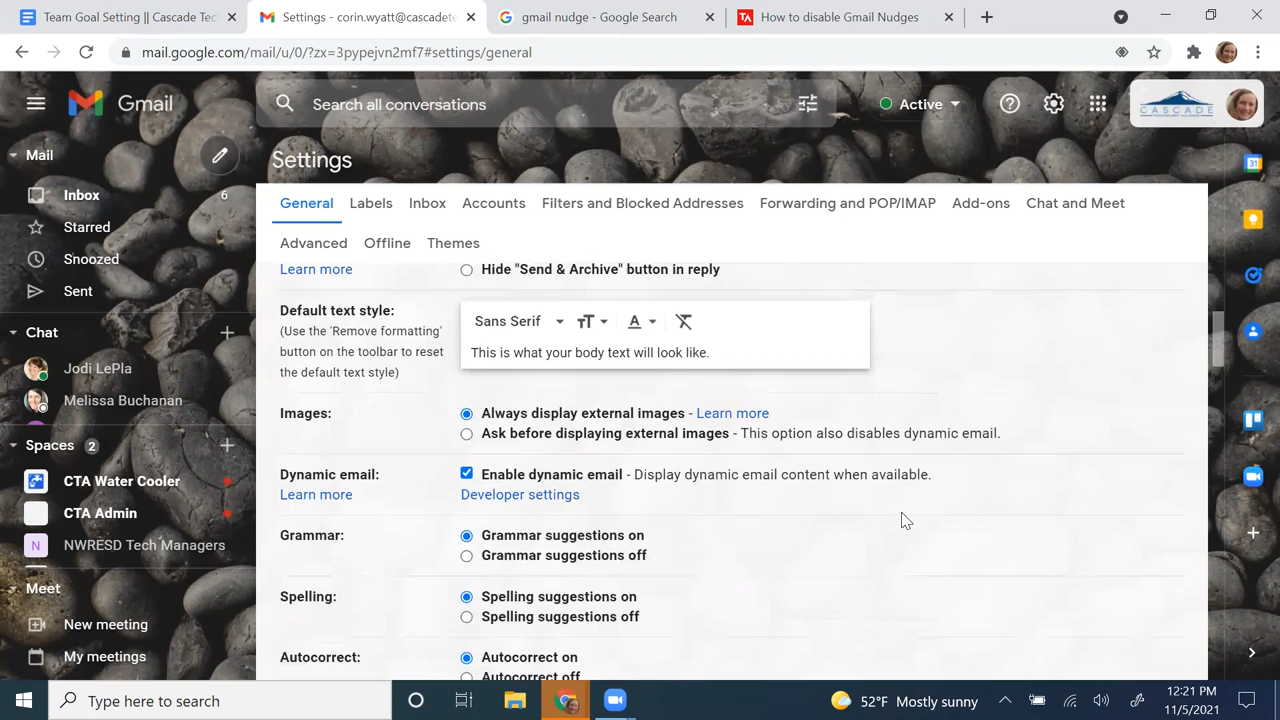 Team Goal Setting || Cascade Tec
Settings - corin.wyatt@cascadete
gmail nudge - Google Search
TA
How to disable Gmail Nudges
mail.google.com/mail/u/0/?zx=3pypejvn2mf7#settings/general
Gmail
Search all conversations
Active
CASCADE
Mail
Settings
Inbox 6
Starred
Snoozed
Sent
Chat
Jodi LePla
Melissa Buchanan
Spaces 2
CTA Water Cooler
CTA Admin
N NWRESD Tech Managers
Meet
New meeting
My meetings
General Labels Inbox Accounts Filters and Blocked Addresses Forwarding and POP/IMAP Add-ons Chat and Meet
Advanced Offline Themes
Learn more
Hide "Send & Archive" button in reply
Default text style:
(Use the 'Remove formatting'
button on the toolbar to reset
the default text style)
Sans Serif
This is what your body text will look like.
Images:
Always display external images - Learn more
Ask before displaying external images - This option also disables dynamic email.
Dynamic email:
Learn more
Enable dynamic email - Display dynamic email content when available.
Developer settings
Grammar:
Grammar suggestions on
Grammar suggestions off
Spelling:
Spelling suggestions on
Spelling suggestions off
Autocorrect:
Autocorrect on
Autocorrect off
31
Type here to search
52°F Mostly sunny
12:21 PM
11/5/2021